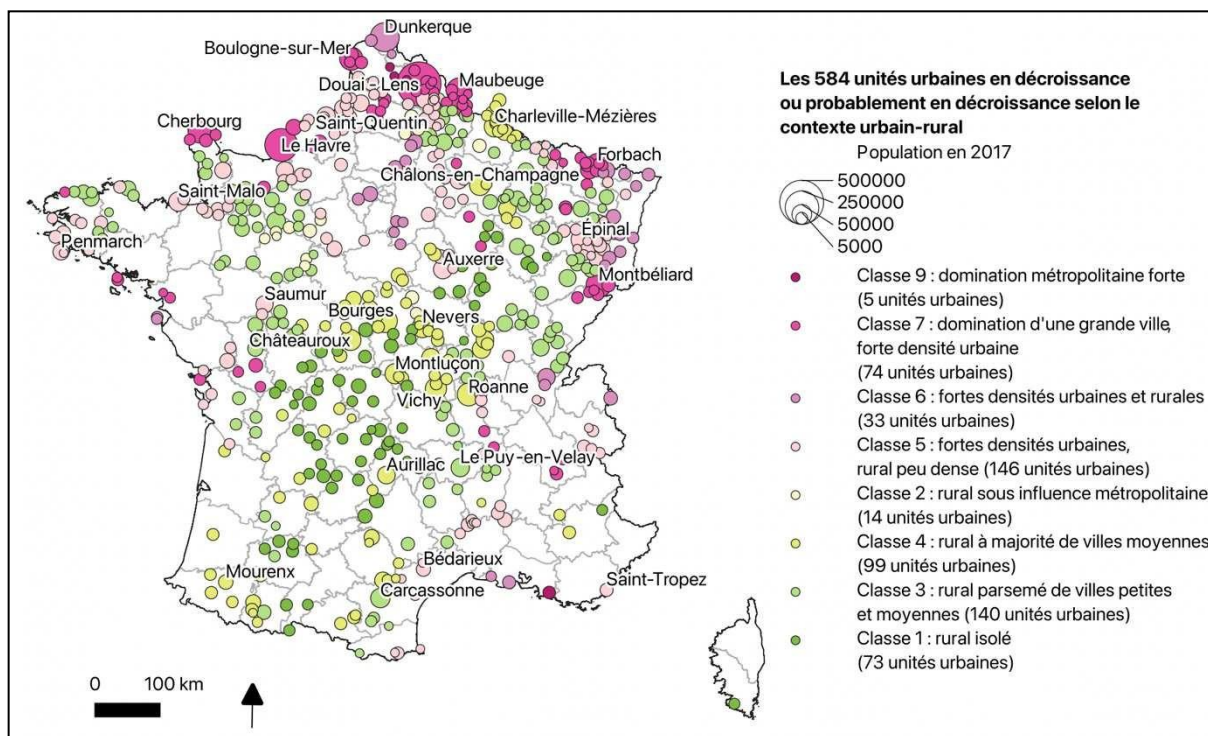 Dunkerque
Boulogne-sur-Mer
Douai-Lens
Maubeuge
Saint-Quentin
Charleville-Mézières
Cherbourg
Le Havre
Forbach
Châlons-en-Champagne
Saint-Malo
Épinal
Penmarch
Auxerre
Montbéliard
Saumur
Bourges
Nevers
Châteauroux
Montluçon
Roanne
Vichy
Aurillac
Le Puy-en-Velay
Bédarieux
Mourenx
Saint-Tropez
Carcassonne
0 100 km
Les 584 unités urbaines en décroissance
ou probablement en décroissance selon le
contexte urbain-rural
Population en 2017
500000
250000
50000
5000
Classe 9 : domination métropolitaine forte
(5 unités urbaines)
Classe 7 : domination d'une grande ville,
forte densité urbaine
(74 unités urbaines)
Classe 6 : fortes densités urbaines et rurales
(33 unités urbaines)
Classe 5 : fortes densités urbaines,
rural peu dense (146 unités urbaines)
Classe 2 : rural sous influence métropolitaine
(14 unités urbaines)
Classe 4 : rural à majorité de villes moyennes
(99 unités urbaines)
Classe 3 : rural parsemé de villes petites
et moyennes (140 unités urbaines)
Classe 1 : rural isolé
(73 unités urbaines)